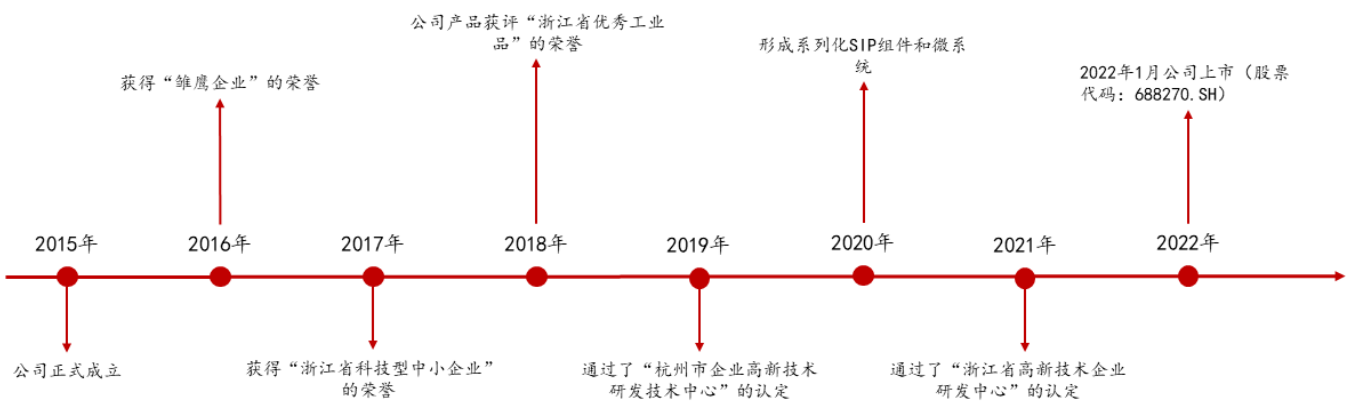 公司产品获评“浙江省优秀工业
品”的荣誉
形成系列化SIP组件和微系
统
获得“雏鹰企业”的荣誉
2022年1月公司上市（股票
代码：688270.SH）
2015年
2016年
2017年
2018年
2019年
2020年
2021年
2022年
公司正式成立
获得“浙江省科技型中小企业”
的荣誉
通过了“杭州市企业高新技术
研发技术中心”的认定
通过了“浙江省高新技术企业
研发中心”的认定